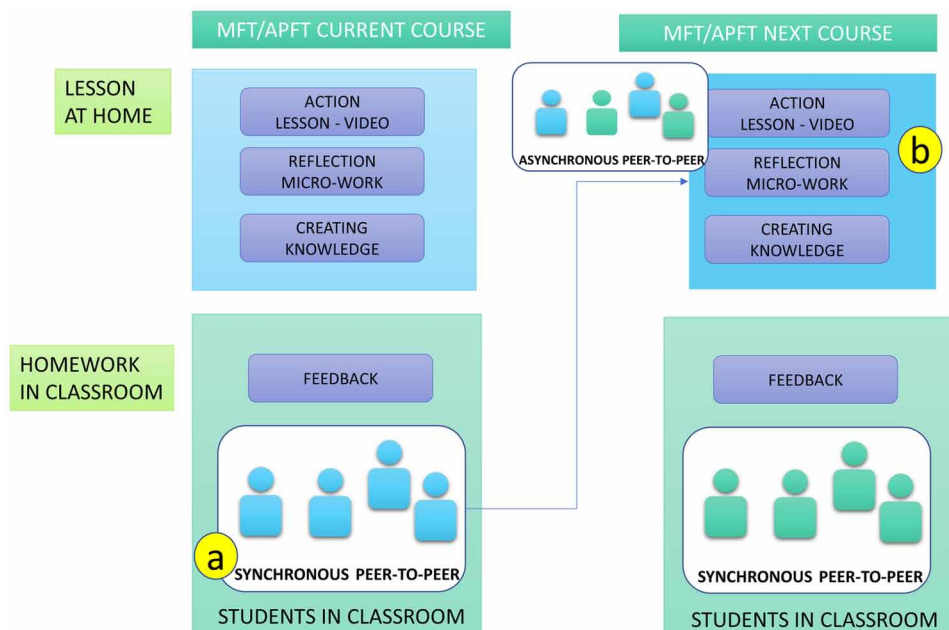 MFT/APFT CURRENT COURSE
MFT/APFT NEXT COURSE
LESSON
AT HOME
ACTION
LESSON - VIDEO
REFLECTION
MICRO-WORK
CREATING
KNOWLEDGE
ASYNCHRONOUS PEER-TO-PEER
ACTION
LESSON - VIDEO
REFLECTION
MICRO-WORK
CREATING
KNOWLEDGE
b
HOMEWORK
IN CLASSROOM
FEEDBACK
a
SYNCHRONOUS PEER-TO-PEER
STUDENTS IN CLASSROOM
FEEDBACK
SYNCHRONOUS PEER-TO-PEER
STUDENTS IN CLASSROOM